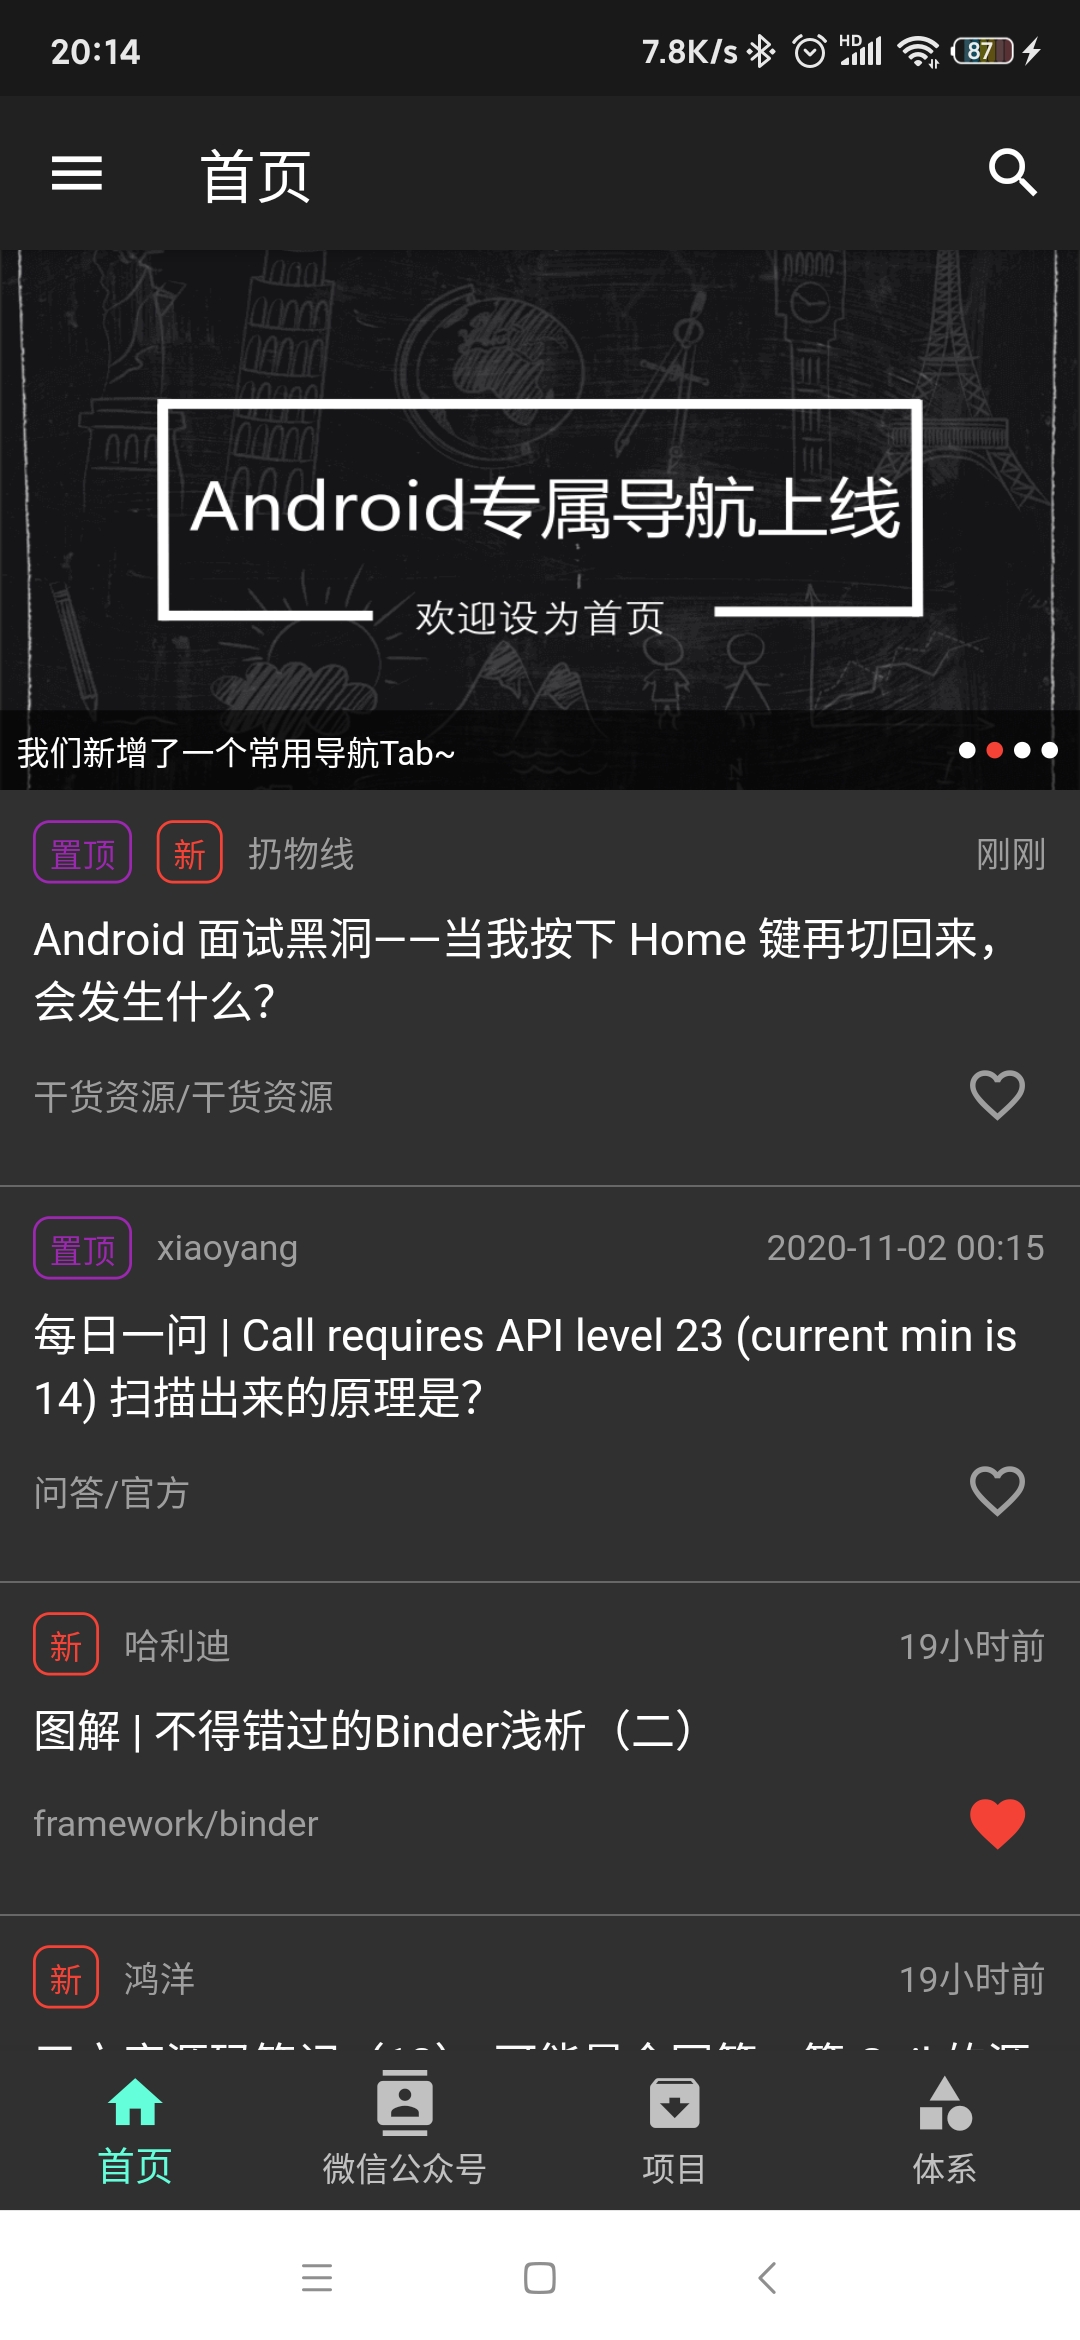 20:14
7.8K/s
HD
87
首页
Android专属导航上线
欢迎设为首页
我们新增了一个常用导航Tab~
置顶 新 扔物线 刚刚
Android 面试黑洞——当我按下 Home 键再切回来，
会发生什么？
干货资源/干货资源
置顶 xiaoyang 2020-11-02 00:15
每日一问 | Call requires API level 23 (current min is
14) 扫描出来的原理是？
问答/官方
新 哈利迪 19小时前
图解 | 不得错过的Binder浅析（二）
framework/binder
新 鸿洋 19小时前
首页 微信公众号 项目 体系